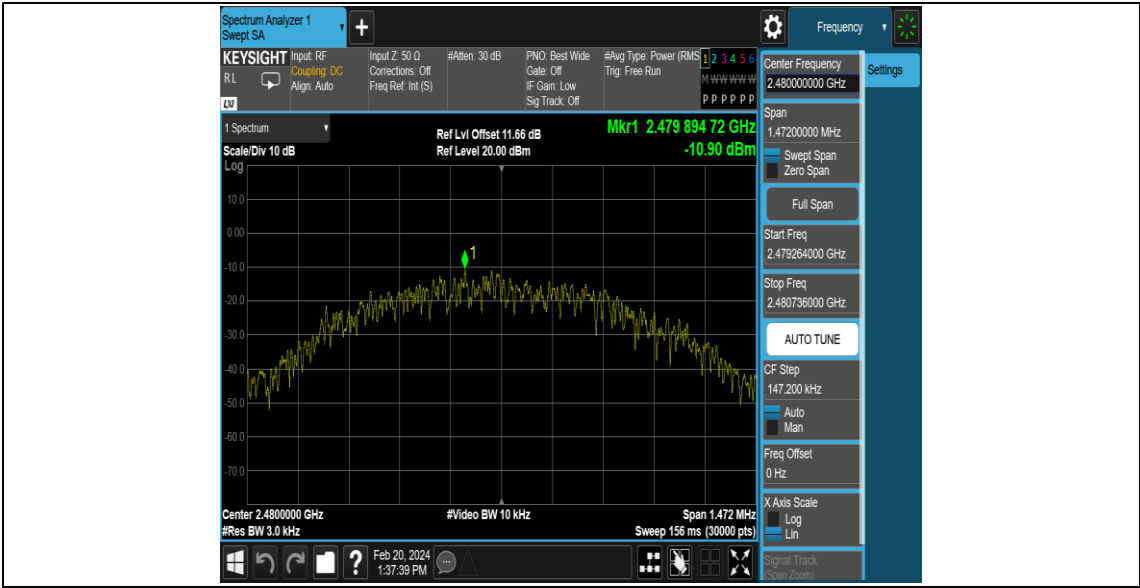 Spectrum Analyzer 1
Swept SA
+
Frequency
KEYSIGHT
R L
LXI
Input: RF
Coupling: DC
Align: Auto
Input Z: 50 Ω
Corrections: Off
Freq Ref: Int (S)
#Atten: 30 dB
PNO: Best Wide
Gate: Off
IF Gain: Low
Sig Track: Off
#Avg Type: Power (RMS
Trig: Free Run
1 2 3 4 5 6
M W W W W W
P P P P P P
1 Spectrum
Scale/Div 10 dB
Log
Ref Lvl Offset 11.66 dB
Ref Level 20.00 dBm
Mkr1 2.479 894 72 GHz
-10.90 dBm
10.0
0.00
-10.0
-20.0
-30.0
-40.0
-50.0
-60.0
-70.0
1
Center 2.4800000 GHz
#Res BW 3.0 kHz
#Video BW 10 kHz
Span 1.472 MHz
Sweep 156 ms (30000 pts)
?
Feb 20, 2024
1:37:39 PM
Center Frequency
2.480000000 GHz
Settings
Span
1.47200000 MHz
Swept Span
Zero Span
Full Span
Start Freq
2.479264000 GHz
Stop Freq
2.480736000 GHz
AUTO TUNE
CF Step
147.200 kHz
Auto
Man
Freq Offset
0 Hz
X Axis Scale
Log
Lin
Signal Track
(Span Zoom)